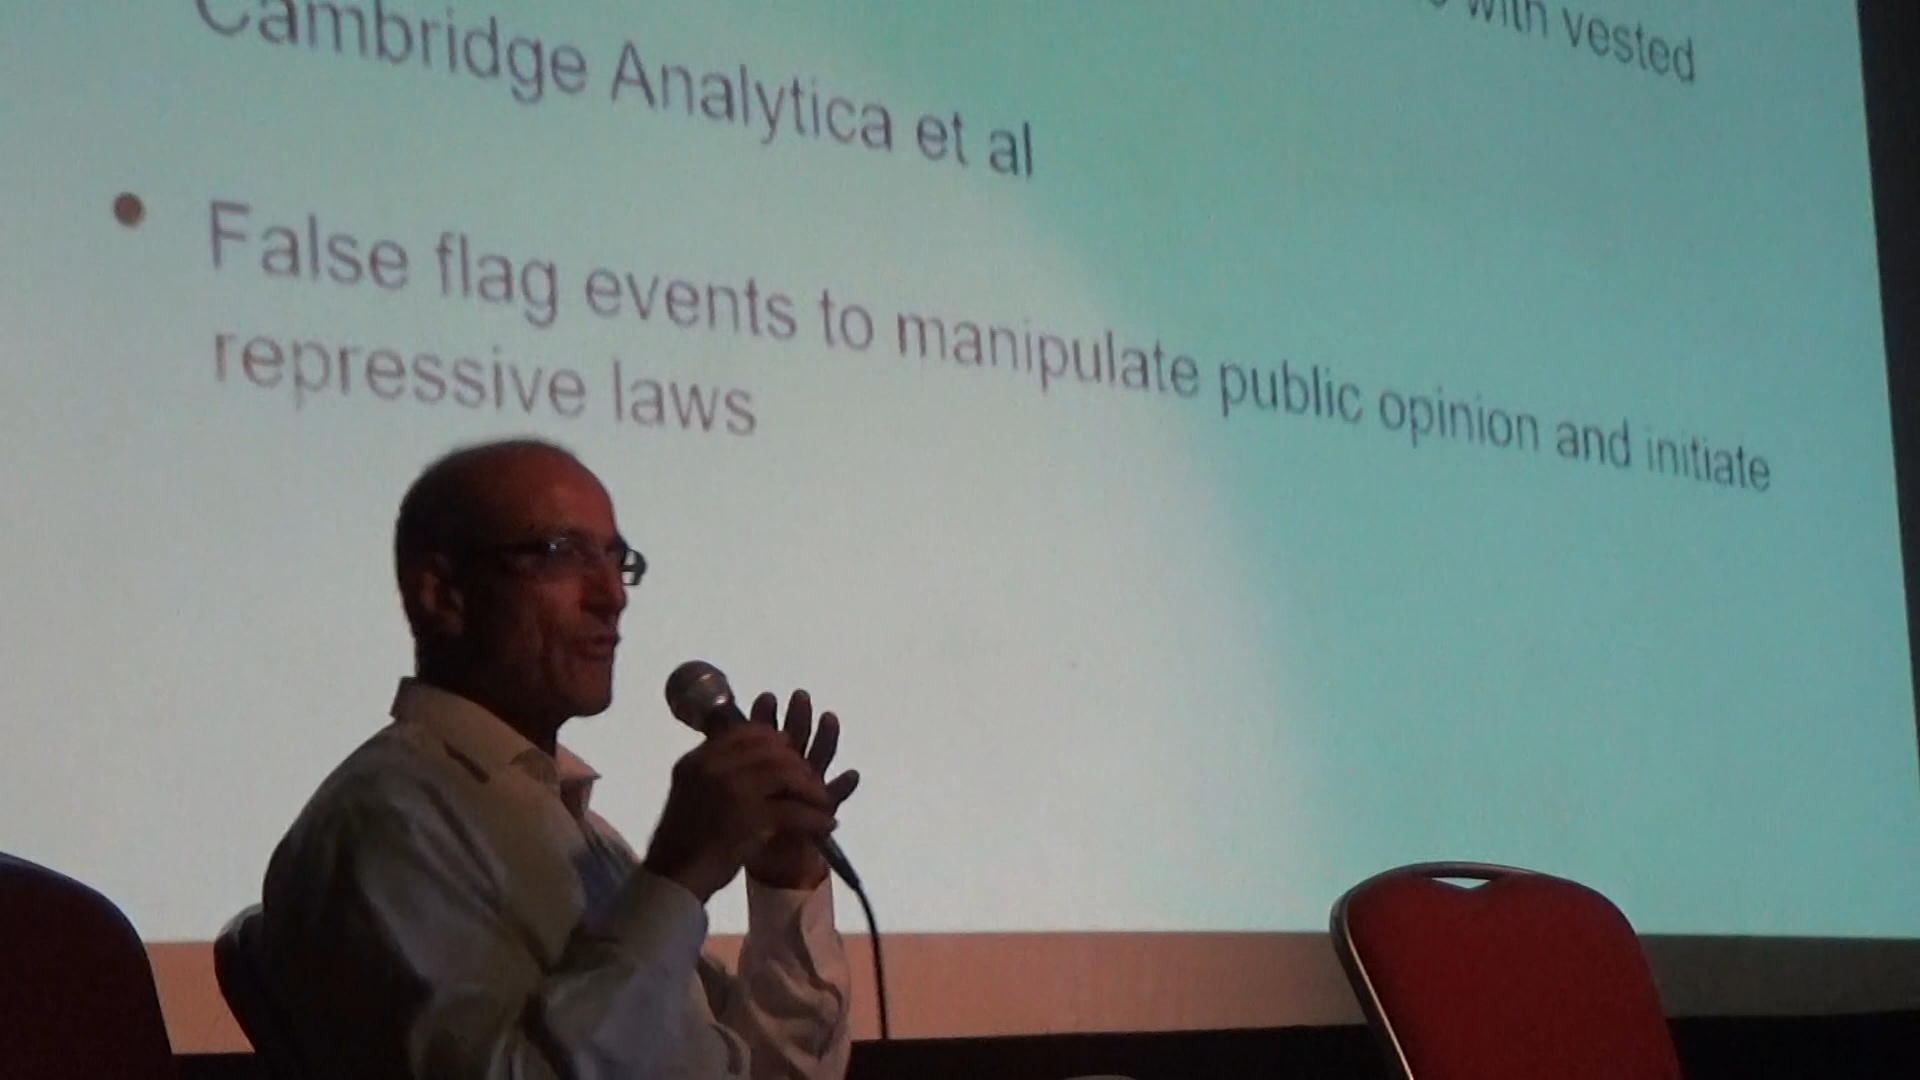 with vested
Cambridge Analytica et al
False flag events to manipulate public opinion and initiate
repressive laws